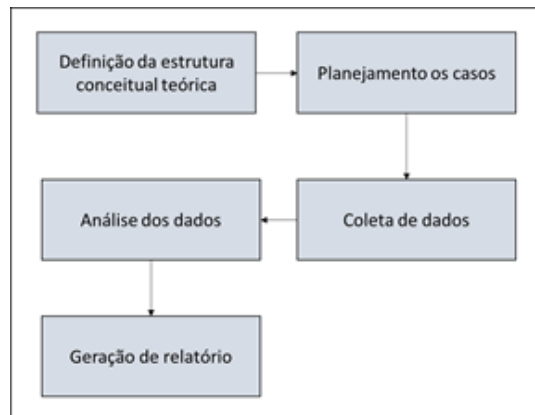 Definição da estrutura
conceitual teórica
Planejamento os casos
Coleta de dados
Análise dos dados
Geração de relatório